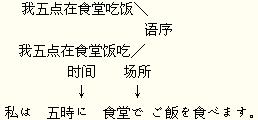 我五点在食堂吃饭＼
语序
我五点在食堂饭吃／
时间 场所
↓ ↓
私は 五時に 食堂で ご飯を食べます。